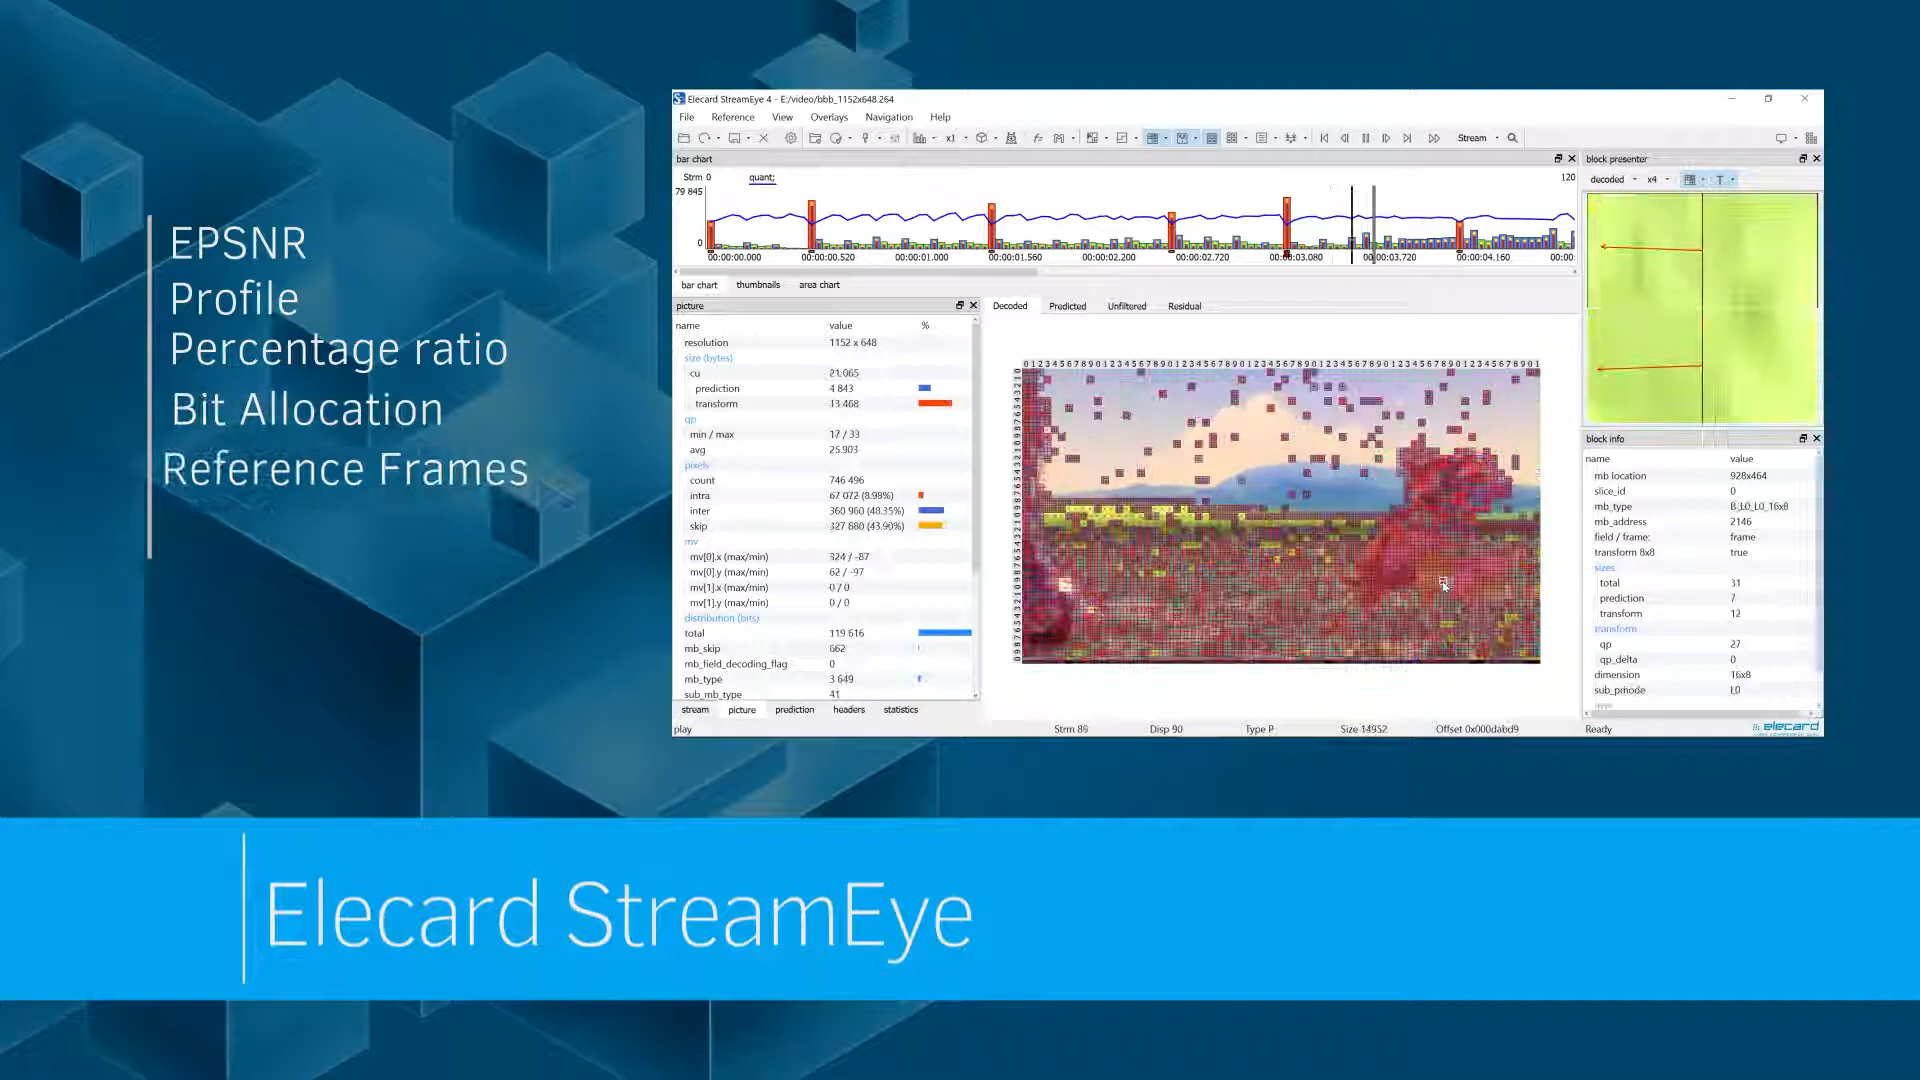 EPSNR
Profile
Percentage ratio
Bit Allocation
Reference Frames
Elecard StreamEye 4 - E:/video/bbb_1152x648.264
File Reference View Overlays Navigation Help
x1 Stream
bar chart
Strm 0 quant; 120
79 845
0
00:00:00.000 00:00:00.520 00:00:01.000 00:00:01.560 00:00:02.200 00:00:02.720 00:00:03.080 00:00:03.720 00:00:04.160 00:00:
bar chart thumbnails area chart
picture
name value %
resolution 1152 x 648
size (bytes)
cu 21 065
prediction 4 843
transform 13 468
qp
min / max 17 / 33
avg 25.903
pixels
count 746 496
intra 67 072 (8.98%)
inter 360 960 (48.35%)
skip 327 680 (43.90%)
mv
mv[0].x (max/min) 324 / -87
mv[0].y (max/min) 62 / -97
mv[1].x (max/min) 0 / 0
mv[1].y (max/min) 0 / 0
distribution (bits)
total 119 616
mb_skip 662
mb_field_decoding_flag 0
mb_type 3 649
sub_mb_type 41
stream picture prediction headers statistics
Decoded Predicted Unfiltered Residual
block presenter
decoded x4 T
block info
name value
mb location 928x464
slice_id 0
mb_type B_L0_L0_16x8
mb_address 2146
field / frame: frame
transform 8x8 true
sizes
total 31
prediction 7
transform 12
transform
qp 27
qp_delta 0
dimension 16x8
sub_pmode L0
play Strm 89 Disp 90 Type P Size 14952 Offset 0x000dabd9 Ready
elecard
Elecard StreamEye